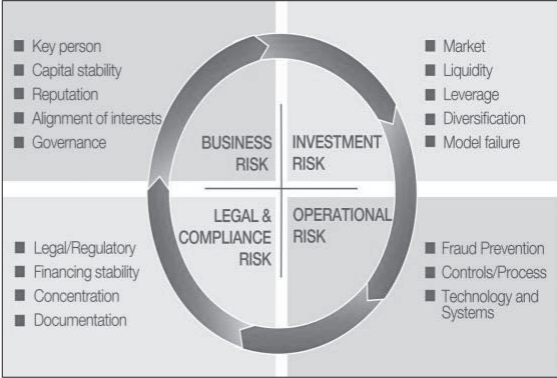 Key person
Capital stability
Reputation
Alignment of interests
Governance
Market
Liquidity
Leverage
Diversification
Model failure
BUSINESS
RISK
INVESTMENT
RISK
LEGAL &
COMPLIANCE
RISK
OPERATIONAL
RISK
Legal/Regulatory
Financing stability
Concentration
Documentation
Fraud Prevention
Controls/Process
Technology and
Systems